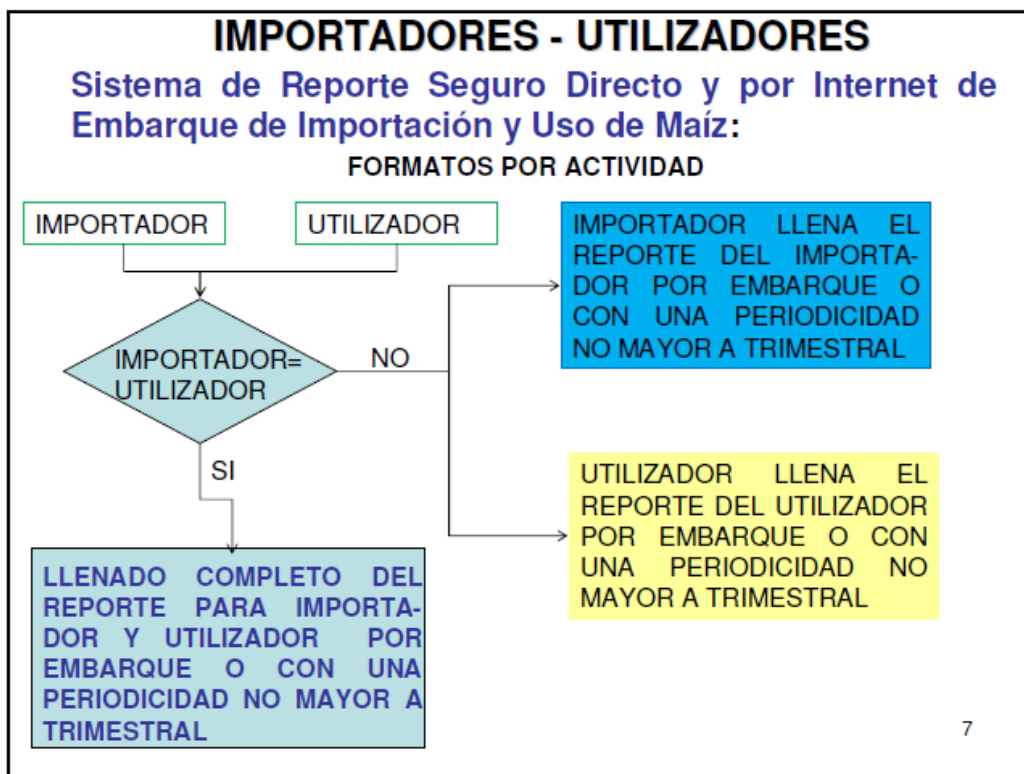 IMPORTADORES - UTILIZADORES
Sistema de Reporte Seguro Directo y por Internet de
Embarque de Importación y Uso de Maíz:
FORMATOS POR ACTIVIDAD
IMPORTADOR
UTILIZADOR
IMPORTADOR=
UTILIZADOR
NO
SI
IMPORTADOR LLENA EL
REPORTE DEL IMPORTA-
DOR POR EMBARQUE O
CON UNA PERIODICIDAD
NO MAYOR A TRIMESTRAL
UTILIZADOR LLENA EL
REPORTE DEL UTILIZADOR
POR EMBARQUE O CON
UNA PERIODICIDAD NO
MAYOR A TRIMESTRAL
LLENADO COMPLETO DEL
REPORTE PARA IMPORTA-
DOR Y UTILIZADOR POR
EMBARQUE O CON UNA
PERIODICIDAD NO MAYOR A
TRIMESTRAL
7